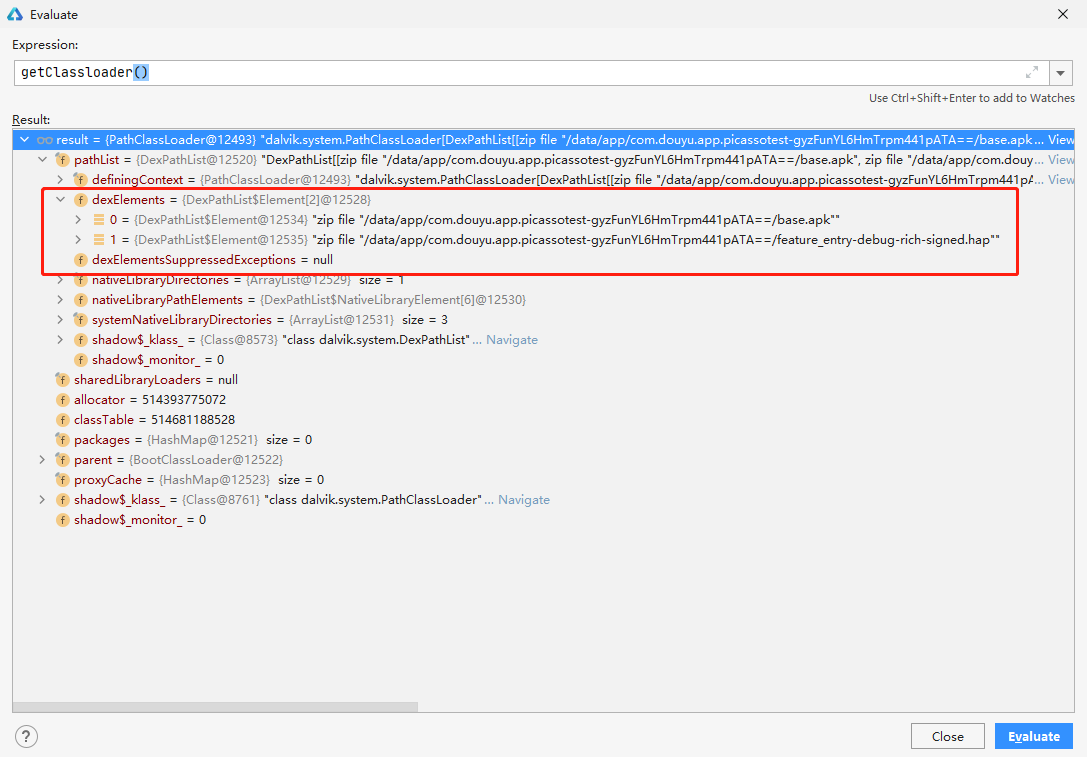 Evaluate
Expression:
getClassloader()
Use Ctrl+Shift+Enter to add to Watches
Result:
result = {PathClassLoader@12493} "dalvik.system.PathClassLoader[DexPathList[[zip file "/data/app/com.douyu.app.picassotest-gyzFunYL6HmTrpm441pATA==/base.apk... View
pathList = {DexPathList@12520} "DexPathList[[zip file "/data/app/com.douyu.app.picassotest-gyzFunYL6HmTrpm441pATA==/base.apk", zip file "/data/app/com.douy... View
definingContext = {PathClassLoader@12493} "dalvik.system.PathClassLoader[DexPathList[[zip file "/data/app/com.douyu.app.picassotest-gyzFunYL6HmTrpm441pA... View
dexElements = {DexPathList$Element[2]@12528}
0 = {DexPathList$Element@12534} "zip file "/data/app/com.douyu.app.picassotest-gyzFunYL6HmTrpm441pATA==/base.apk""
1 = {DexPathList$Element@12535} "zip file "/data/app/com.douyu.app.picassotest-gyzFunYL6HmTrpm441pATA==/feature_entry-debug-rich-signed.hap""
dexElementsSuppressedExceptions = null
nativeLibraryDirectories = {ArrayList@12529} size = 1
nativeLibraryPathElements = {DexPathList$NativeLibraryElement[6]@12530}
systemNativeLibraryDirectories = {ArrayList@12531} size = 3
shadow$_klass_ = {Class@8573} "class dalvik.system.DexPathList" ... Navigate
shadow$_monitor_ = 0
sharedLibraryLoaders = null
allocator = 514393775072
classTable = 514681188528
packages = {HashMap@12521} size = 0
parent = {BootClassLoader@12522}
proxyCache = {HashMap@12523} size = 0
shadow$_klass_ = {Class@8761} "class dalvik.system.PathClassLoader" ... Navigate
shadow$_monitor_ = 0
?
Close
Evaluate